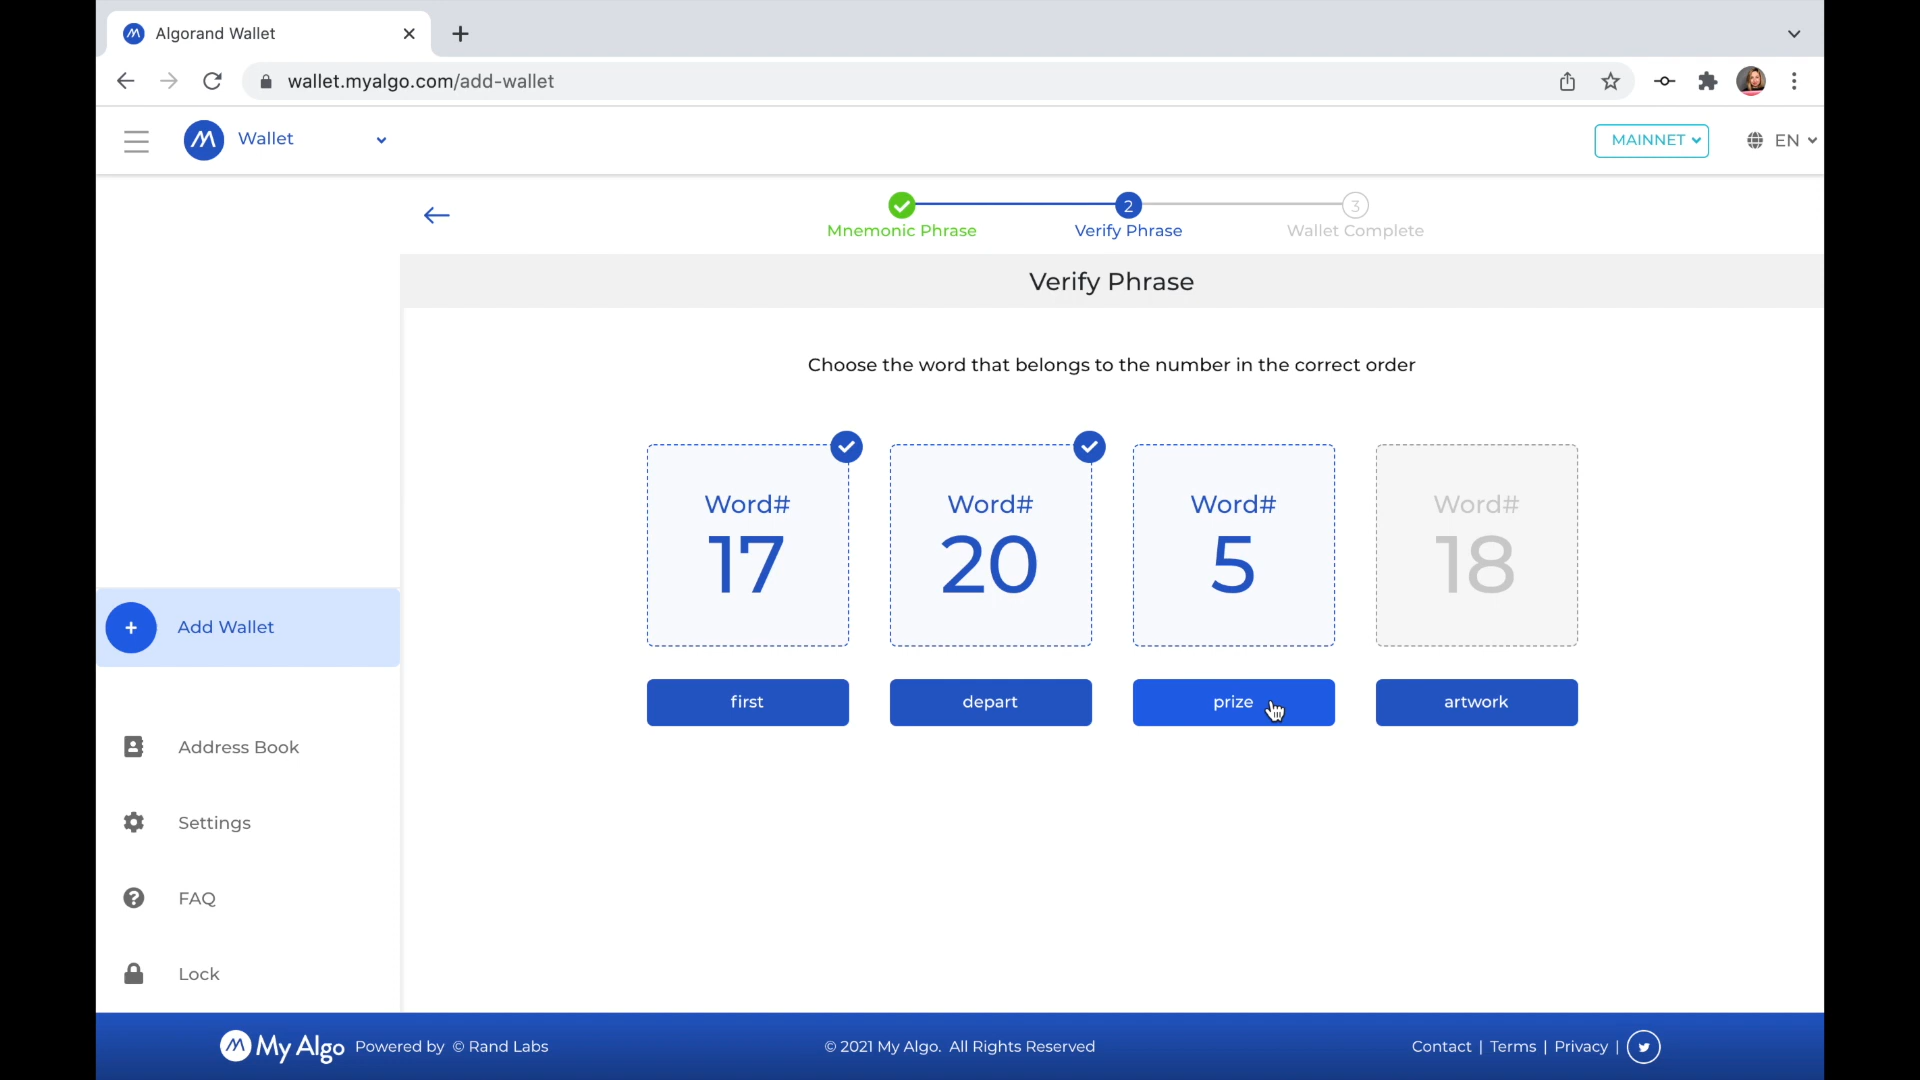 Algorand Wallet
wallet.myalgo.com/add-wallet
Wallet
MAINNET
EN
2
3
Mnemonic Phrase
Verify Phrase
Wallet Complete
Verify Phrase
Choose the word that belongs to the number in the correct order
Word#
17
Word#
20
Word#
5
Word#
18
first
depart
prize
artwork
Add Wallet
Address Book
Settings
FAQ
Lock
My Algo Powered by © Rand Labs
© 2021 My Algo. All Rights Reserved
Contact | Terms | Privacy |